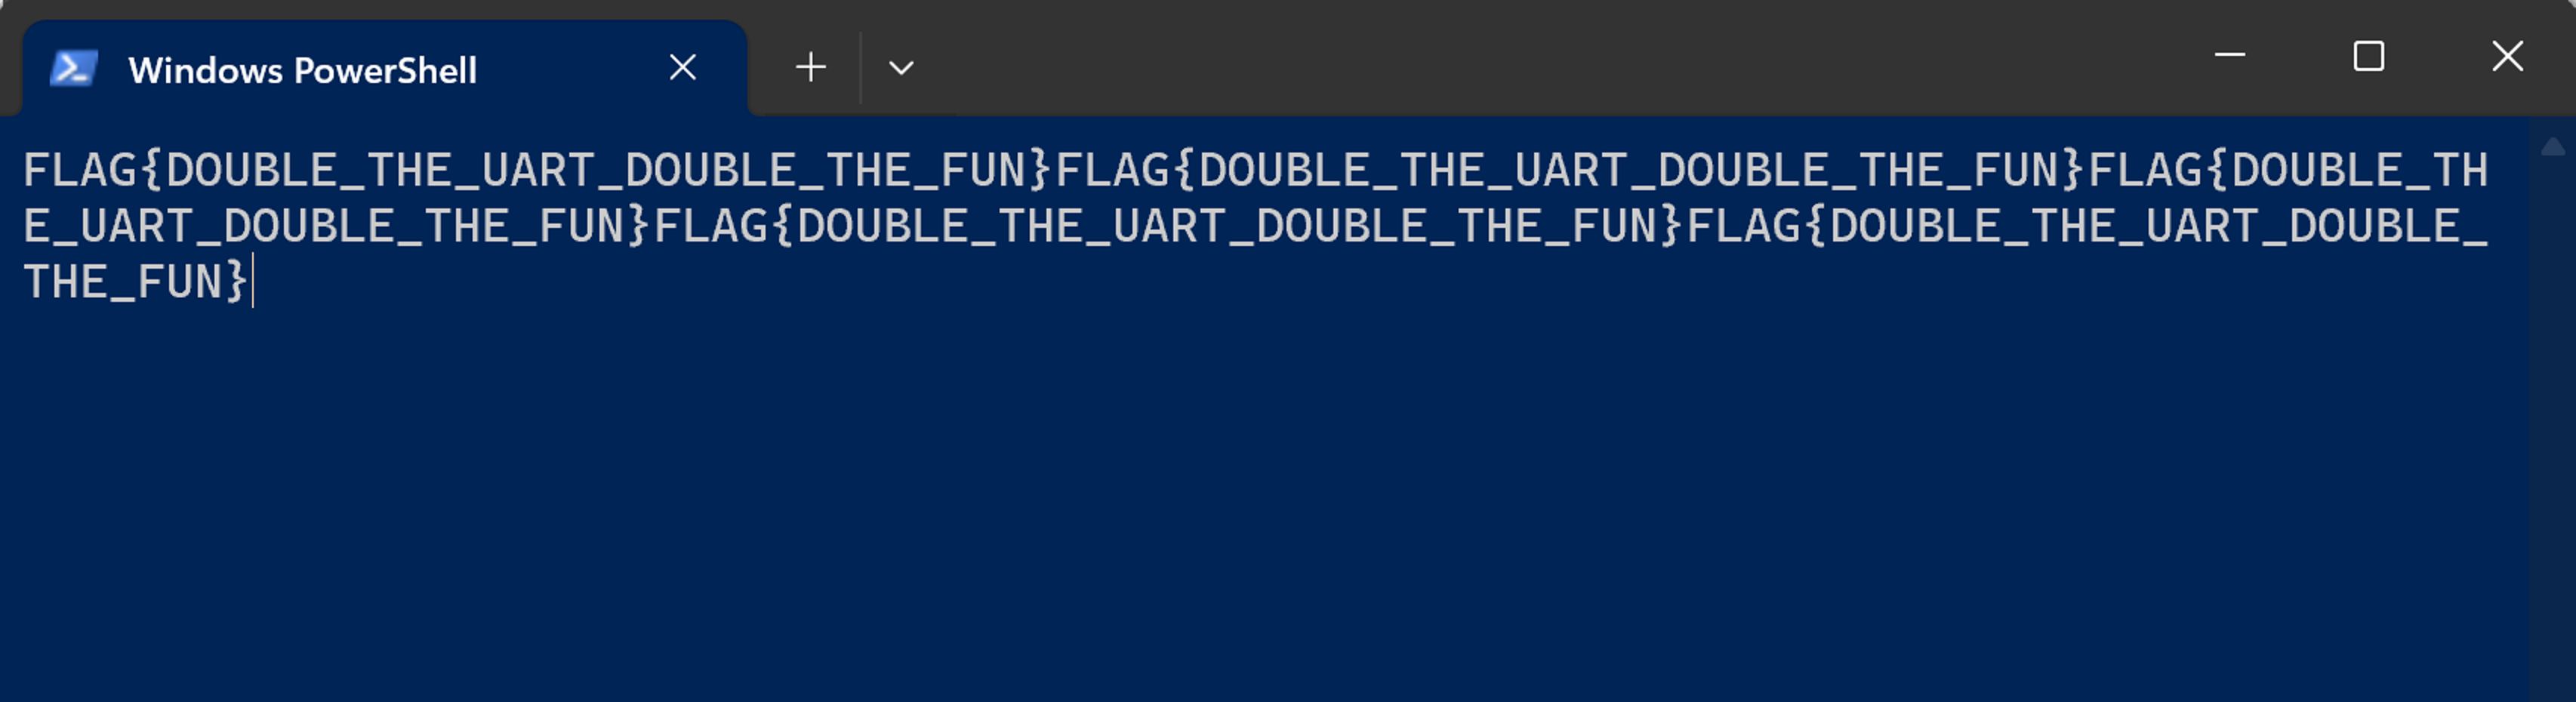 Windows PowerShell
FLAG{DOUBLE_THE_UART_DOUBLE_THE_FUN}FLAG{DOUBLE_THE_UART_DOUBLE_THE_FUN}FLAG{DOUBLE_TH
E_UART_DOUBLE_THE_FUN}FLAG{DOUBLE_THE_UART_DOUBLE_THE_FUN}FLAG{DOUBLE_THE_UART_DOUBLE_
THE_FUN}